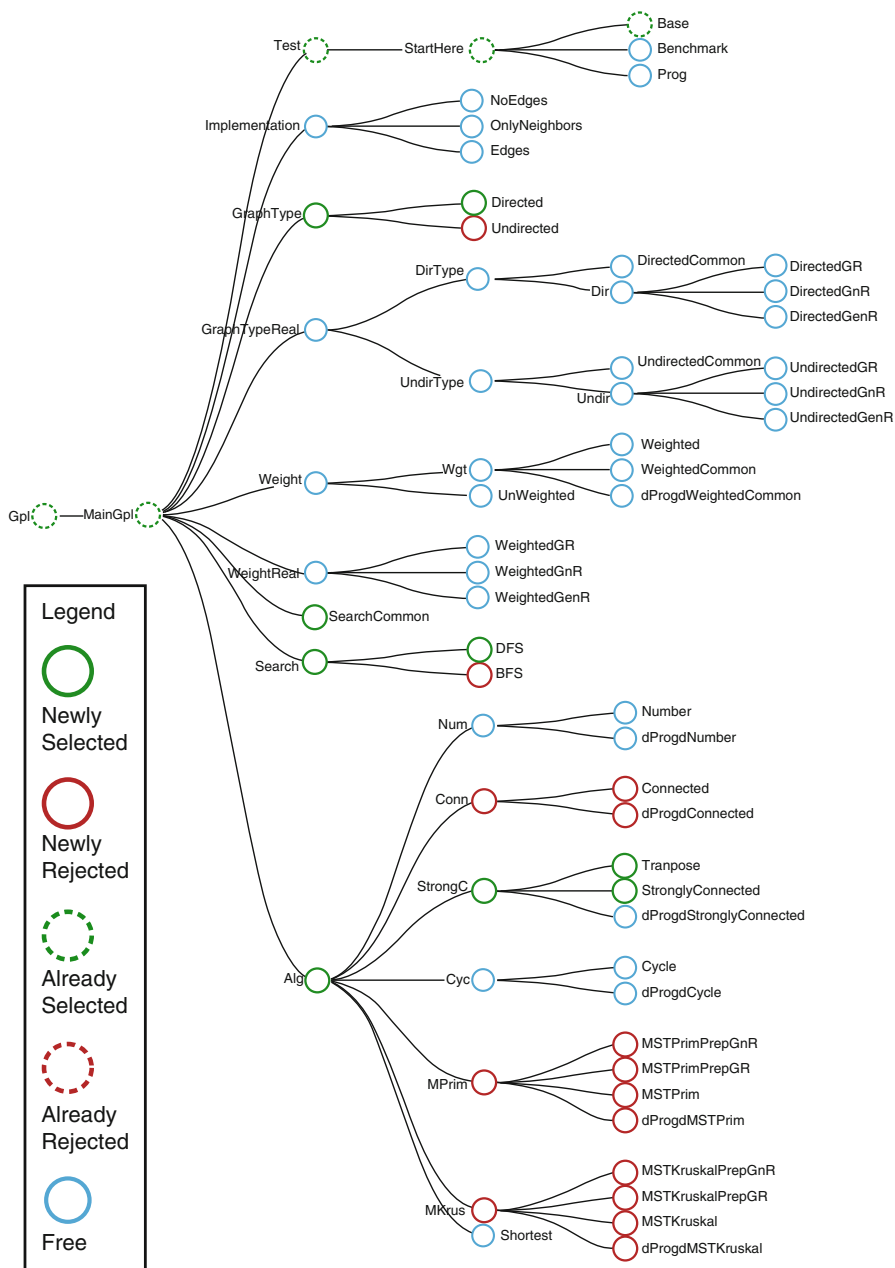 Base
Test
StartHere
Benchmark
Prog
NoEdges
Implementation
OnlyNeighbors
Edges
Directed
GraphType
Undirected
DirectedCommon
DirType
DirectedGR
Dir
DirectedGnR
DirectedGenR
GraphTypeReal
UndirectedCommon
UndirectedGR
UndirType
Undir
UndirectedGnR
UndirectedGenR
Weighted
Weight
Wgt
WeightedCommon
UnWeighted
dProgdWeightedCommon
Gpl
MainGpl
WeightedGR
WeightReal
WeightedGnR
WeightedGenR
SearchCommon
DFS
Search
BFS
Number
Num
dProgdNumber
Connected
Conn
dProgdConnected
Tranpose
StrongC
StronglyConnected
dProgdStronglyConnected
Cycle
Alg
Cyc
dProgdCycle
MSTPrimPrepGnR
MSTPrimPrepGR
MPrim
MSTPrim
dProgdMSTPrim
MSTKruskalPrepGnR
MSTKruskalPrepGR
MKrus
MSTKruskal
Shortest
dProgdMSTKruskal
Legend
Newly
Selected
Newly
Rejected
Already
Selected
Already
Rejected
Free